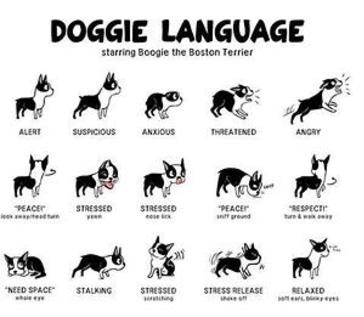 DOGGiE LANGUAGE
starring Boogie the Boston Terrier
ALERT SUSPICIOUS ANXIOUS THREATENED ANGRY
"PEACE!" STRESSED STRESSED "PEACE!" "RESPECT!"
look away/head turn yawn nose lick sniff ground turn & walk away
"NEED SPACE" STALKING STRESSED STRESS RELEASE RELAXED
whale eye scratching shake off soft ears, blinky eyes